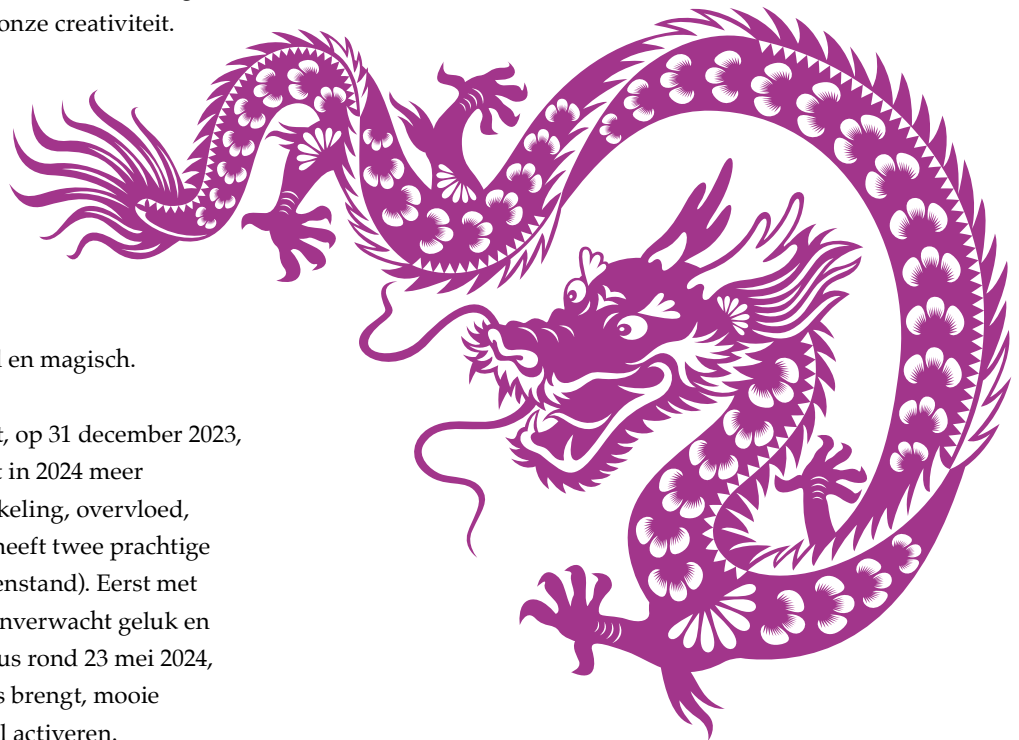 onze creativiteit.
en magisch.
op 31 december 2023,
in 2024 meer
keling, overvloed,
heeft twee prachtige
enstand). Eerst met
nverwacht geluk en
us rond 23 mei 2024,
s brengt, mooie
l activeren.